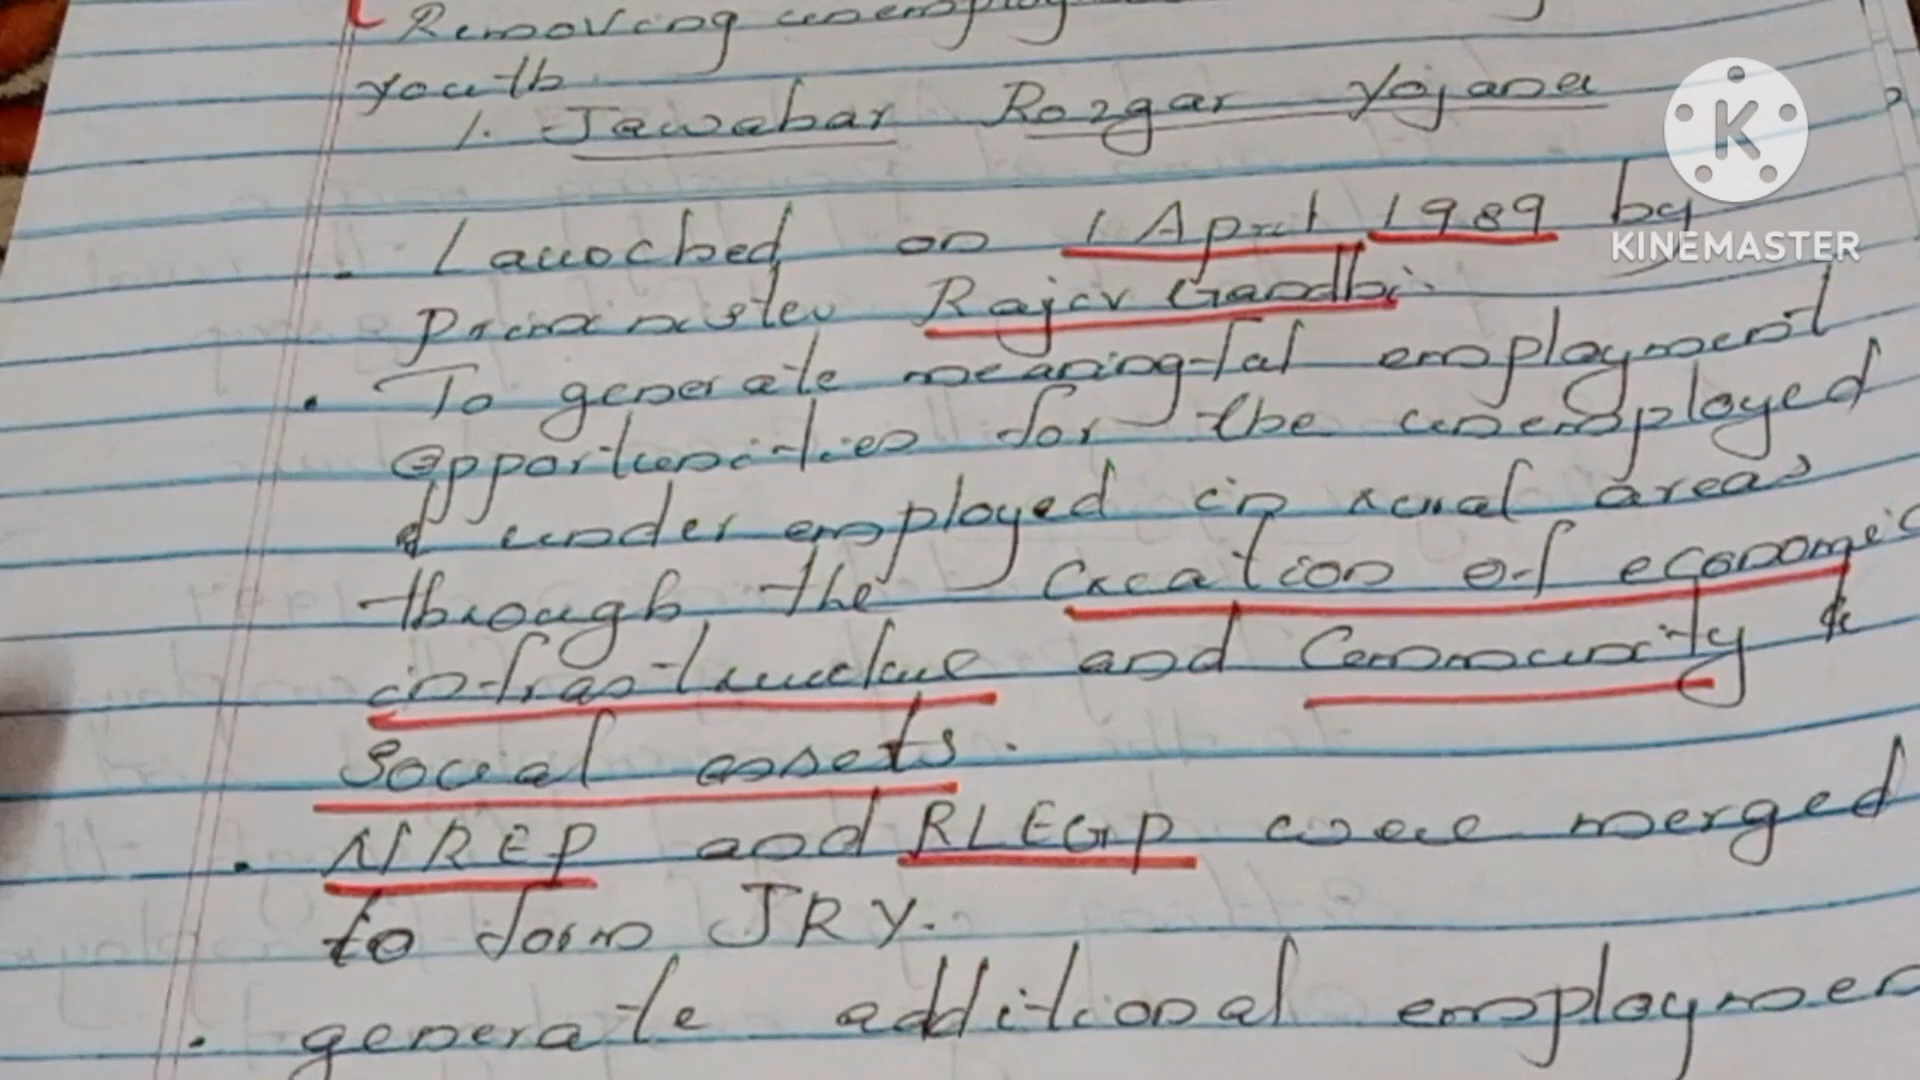 Removing unemploy
youth
1. Jawahar Rozgar Yojana
. Launched on 1 April 1989 by
Prime minister Rajiv Gandhi.
. To generate meaningful employment
opportunities for the unemployed
& underemployed in rural areas
through the creation of economic
infrastructure and Community &
Social assets.
. NREP and RLEGP were merged
to form JRY.
. generate additional employmen
KINEMASTER